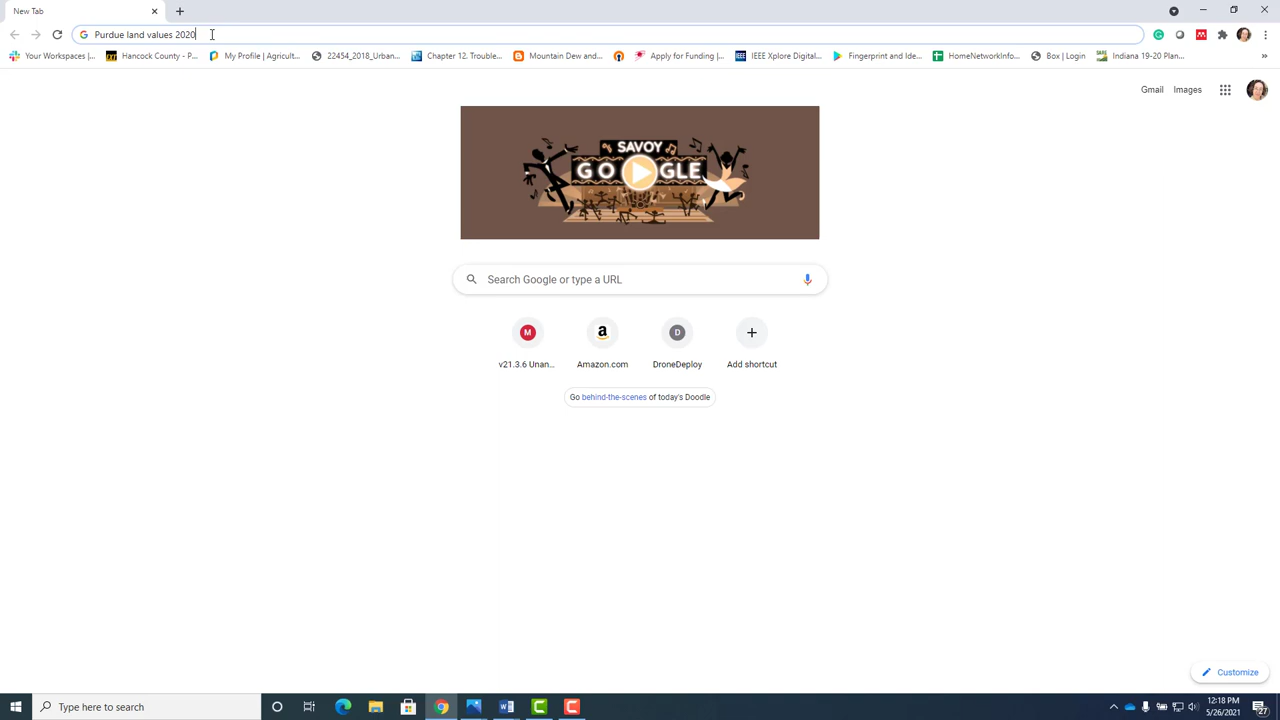 New Tab
Purdue land values 2020
Your Workspaces |...
Hancock County - P...
My Profile | Agricult...
22454_2018_Urban...
Chapter 12. Trouble...
Mountain Dew and...
Apply for Funding |...
IEEE Xplore Digital...
Fingerprint and Ide...
HomeNetworkInfo...
Box | Login
Indiana 19-20 Plan...
»
Gmail
Images
SAVOY
GO GLE
Search Google or type a URL
M
a
D
v21.3.6 Unan...
Amazon.com
DroneDeploy
Add shortcut
Go behind-the-scenes of today's Doodle
Customize
Type here to search
12:18 PM
5/26/2021